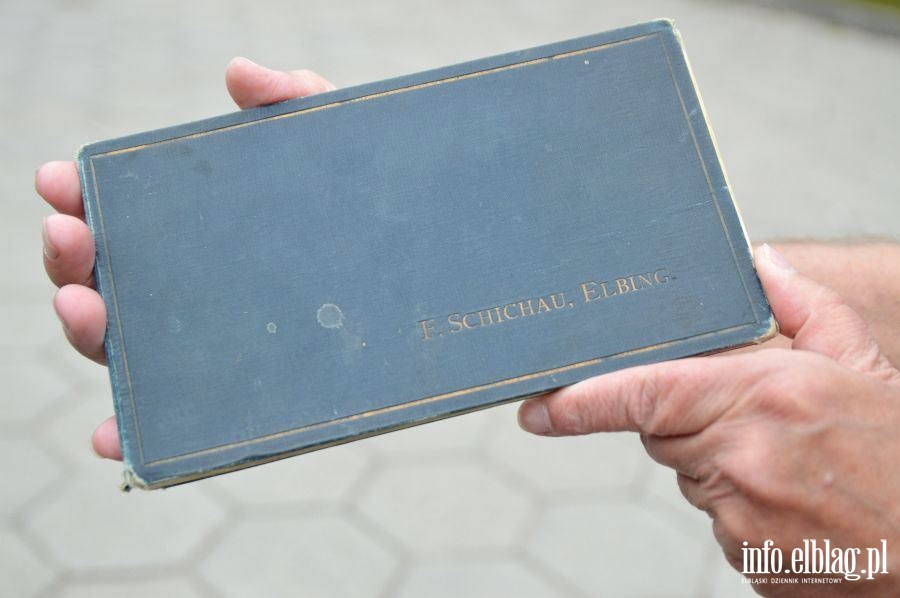 F. SCHICHAU, ELBING.
info.elblag.pl
ELBLĄSKI DZIENNIK INTERNETOWY